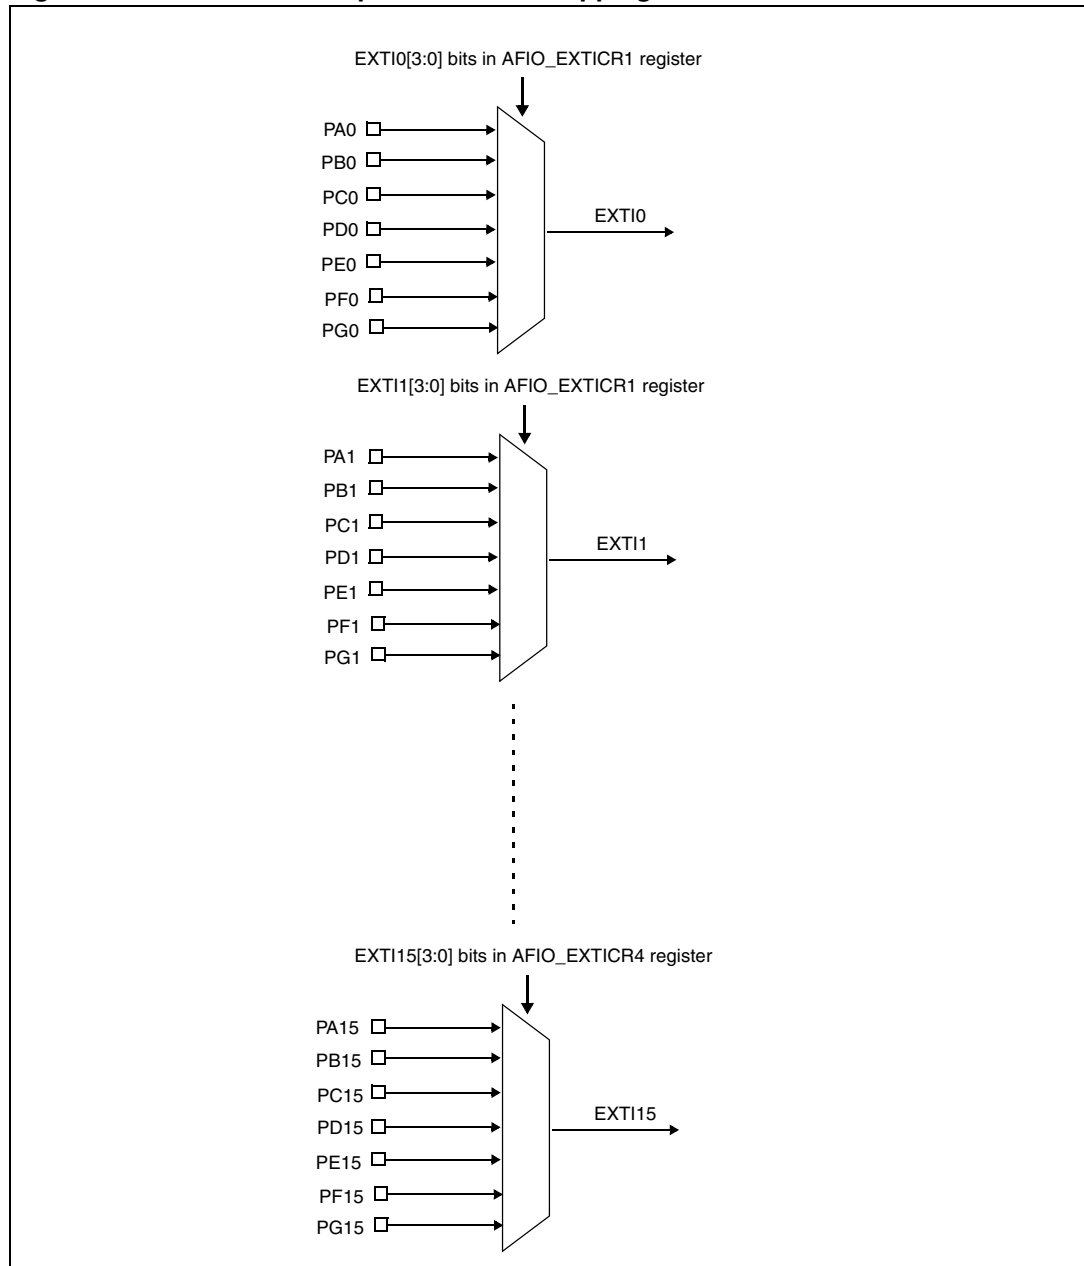 EXTI0[3:0] bits in AFIO_EXTICR1 register
PA0
PB0
PC0
PD0
PE0
PF0
PG0
EXTI0
EXTI1[3:0] bits in AFIO_EXTICR1 register
PA1
PB1
PC1
PD1
PE1
PF1
PG1
EXTI1
EXTI15[3:0] bits in AFIO_EXTICR4 register
PA15
PB15
PC15
PD15
PE15
PF15
PG15
EXTI15